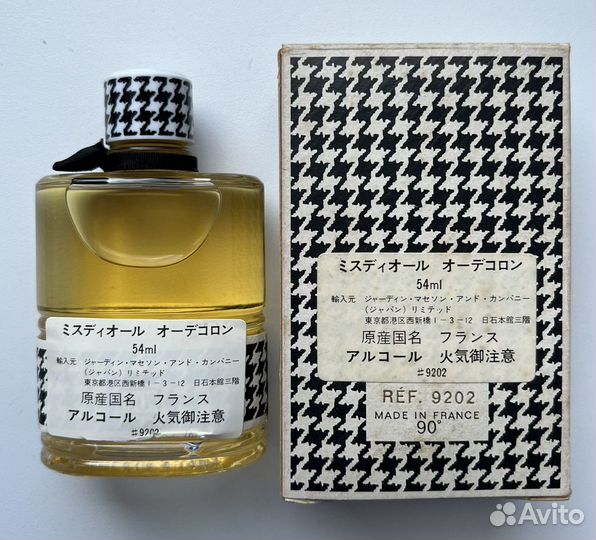 ミスディオール オーデコロン
54ml
輸入元 ジャーディン・マセソン・アンド・カンパニー
(ジャパン) リミテッド
東京都港区西新橋1-3-12 日石本館三階
原産国名 フランス
アルコール 火気御注意
#9202
ミスディオール オーデコロン
54ml
輸入元 ジャーディン・マセソン・アンド・カンパニー
(ジャパン) リミテッド
東京都港区西新橋1-3-12 日石本館三階
原産国名 フランス
アルコール 火気御注意
#9202
RÉF. 9202
MADE IN FRANCE
90°
Avito